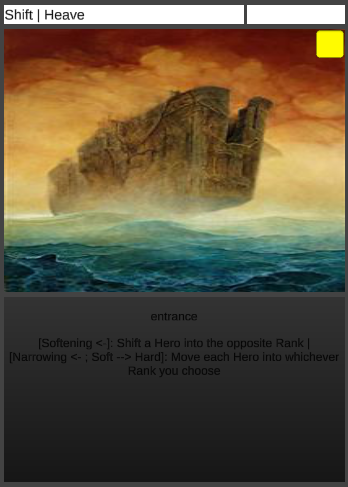 Shift | Heave
entrance
[Softening <-]: Shift a Hero into the opposite Rank |
[Narrowing <- ; Soft --> Hard]: Move each Hero into whichever
Rank you choose